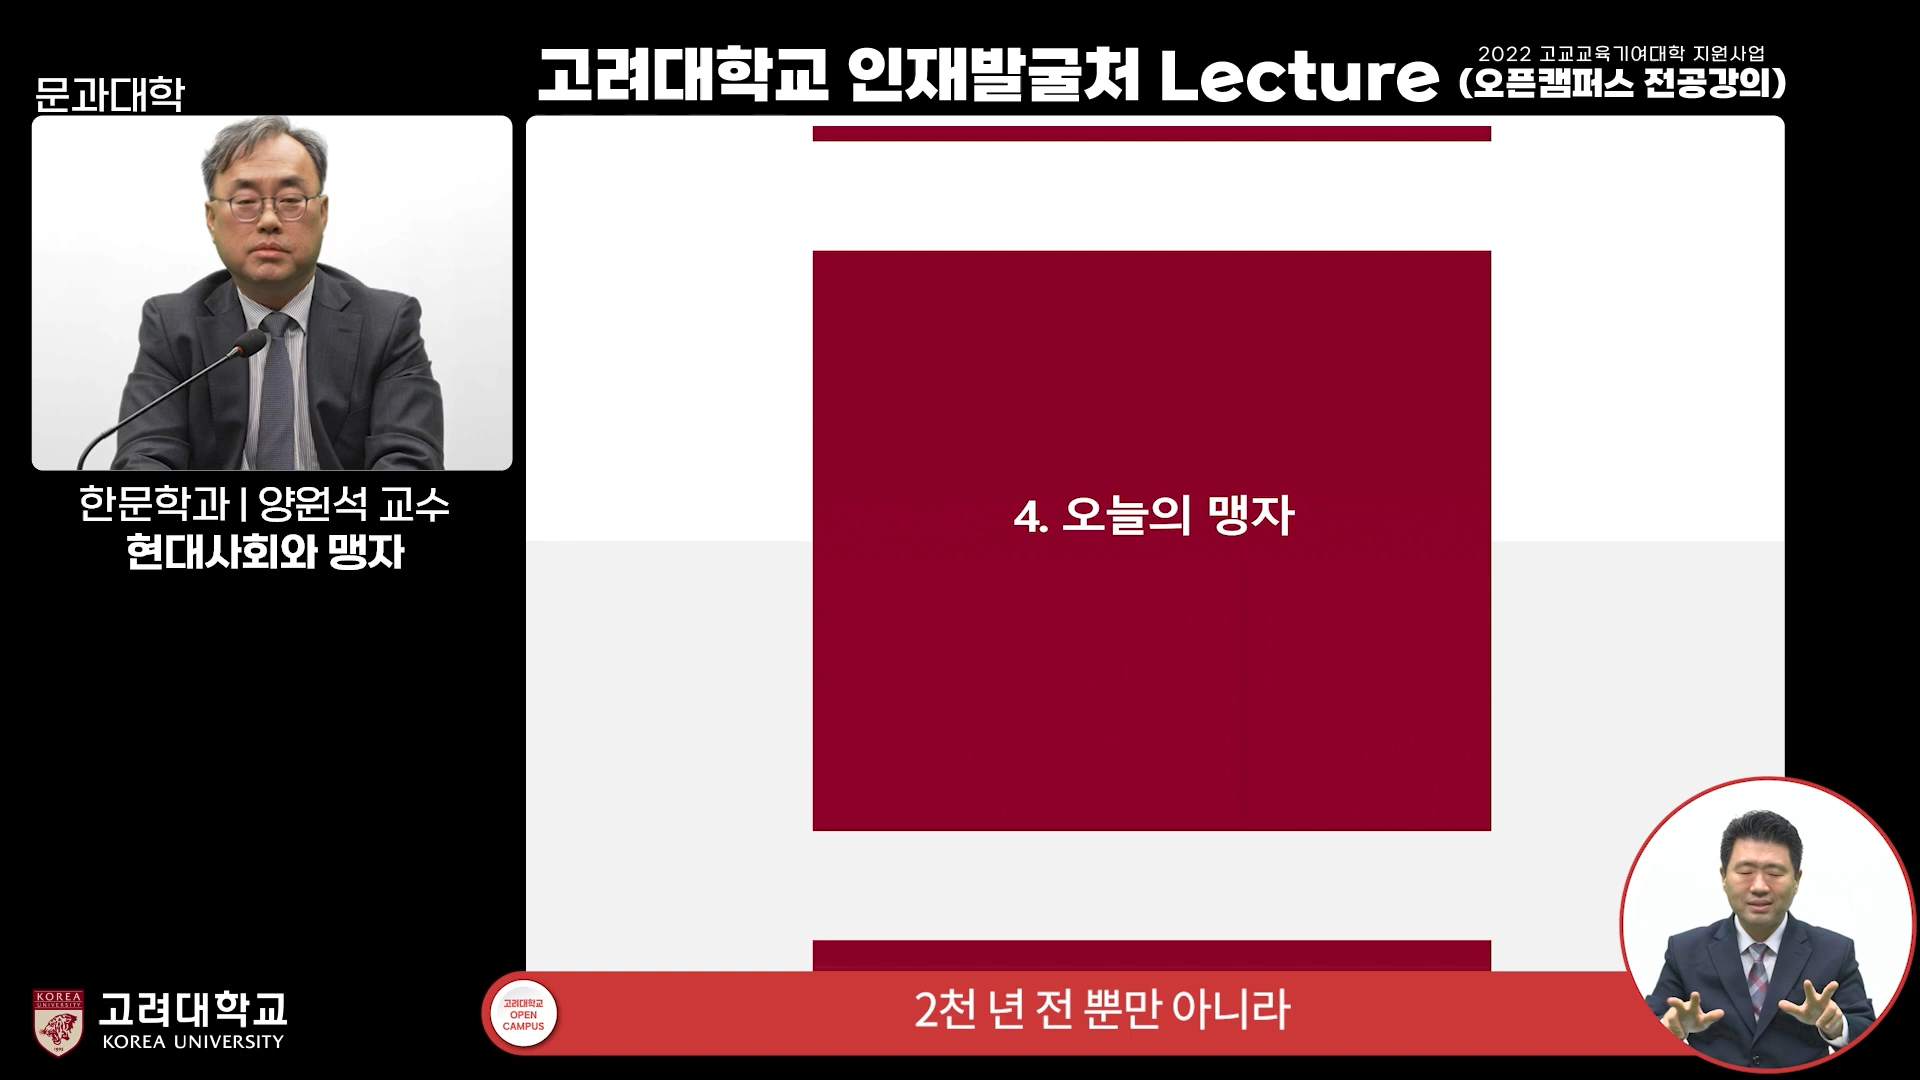 문과대학
고려대학교 인재발굴처 Lecture
2022 고교교육기여대학 지원사업
(오픈캠퍼스 전공강의)
한문학과 | 양원석 교수
현대사회와 맹자
4. 오늘의 맹자
KOREA
UNIVERSITY
1905
고려대학교
KOREA UNIVERSITY
고려대학교
OPEN
CAMPUS
2천 년 전 뿐만 아니라